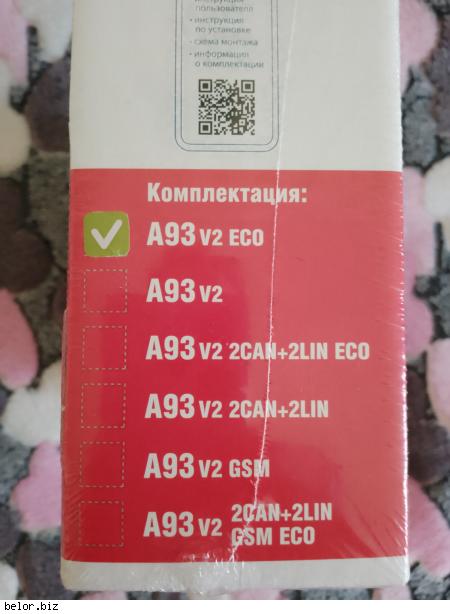 инструкция
пользователя
• инструкция
по установке
• схема монтажа
• информация
о комплектации
Комплектация:
A93 V2 ECO
A93 V2
A93 V2 2CAN+2LIN ECO
A93 V2 2CAN+2LIN
A93 V2 GSM
A93 V2 2CAN+2LIN
GSM ECO
belor.biz